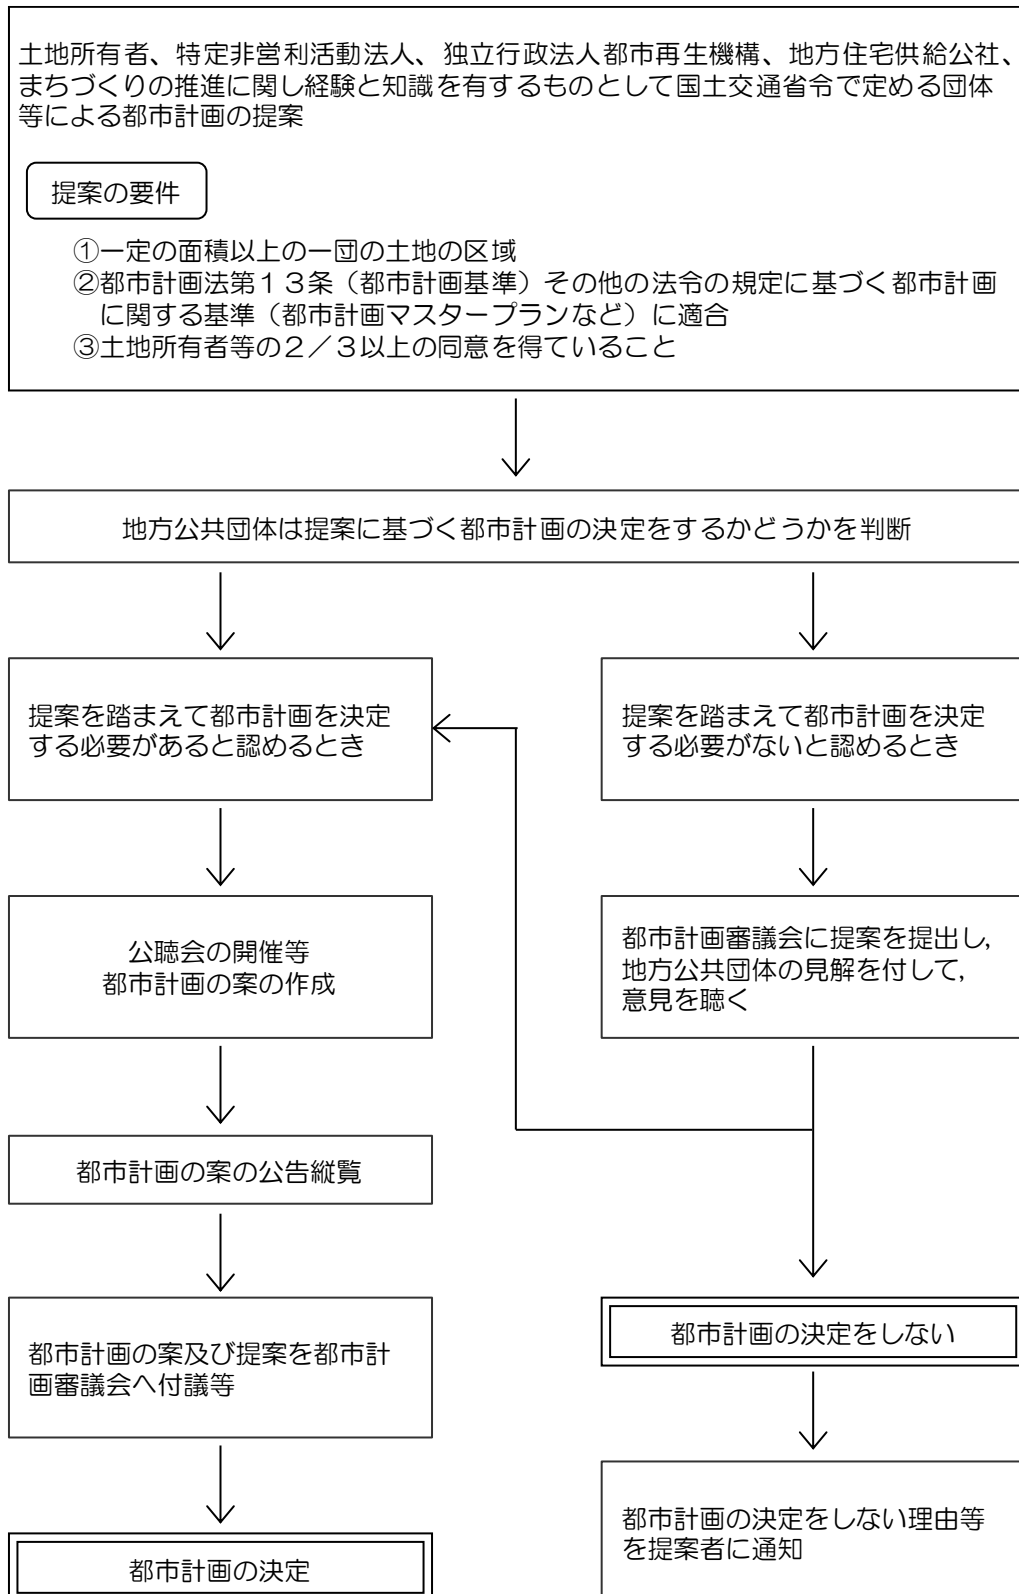 土地所有者、特定非営利活動法人、独立行政法人都市再生機構、地方住宅供給公社、
まちづくりの推進に関し経験と知識を有するものとして国土交通省令で定める団体
等による都市計画の提案
提案の要件
①一定の面積以上の一団の土地の区域
②都市計画法第１３条（都市計画基準）その他の法令の規定に基づく都市計画
に関する基準（都市計画マスタープランなど）に適合
③土地所有者等の２／３以上の同意を得ていること
地方公共団体は提案に基づく都市計画の決定をするかどうかを判断
提案を踏まえて都市計画を決定
する必要があると認めるとき
提案を踏まえて都市計画を決定
する必要がないと認めるとき
公聴会の開催等
都市計画の案の作成
都市計画審議会に提案を提出し,
地方公共団体の見解を付して,
意見を聴く
都市計画の案の公告縦覧
都市計画の案及び提案を都市計
画審議会へ付議等
都市計画の決定をしない
都市計画の決定をしない理由等
を提案者に通知
都市計画の決定